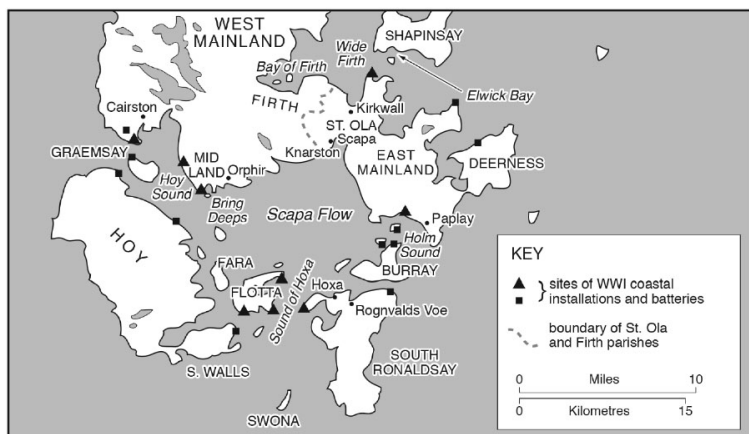 WEST
MAINLAND
SHAPINSAY
Wide
Firth
Bay of Firth
Elwick Bay
Cairston
FIRTH
Kirkwall
ST. OLA
Scapa
GRAEMSAY
MID
LAND
Knarston
EAST
MAINLAND
DEERNESS
Orphir
Hoy
Sound
Bring
Deeps
Scapa Flow
Paplay
HOY
Holm
Sound
FARA
BURRAY
FLOTTA
Sound of Hoxa
Hoxa
Rognvalds Voe
SOUTH
RONALDSAY
S. WALLS
SWONA
KEY
sites of WWI coastal
installations and batteries
boundary of St. Ola
and Firth parishes
0 Miles 10
0 Kilometres 15